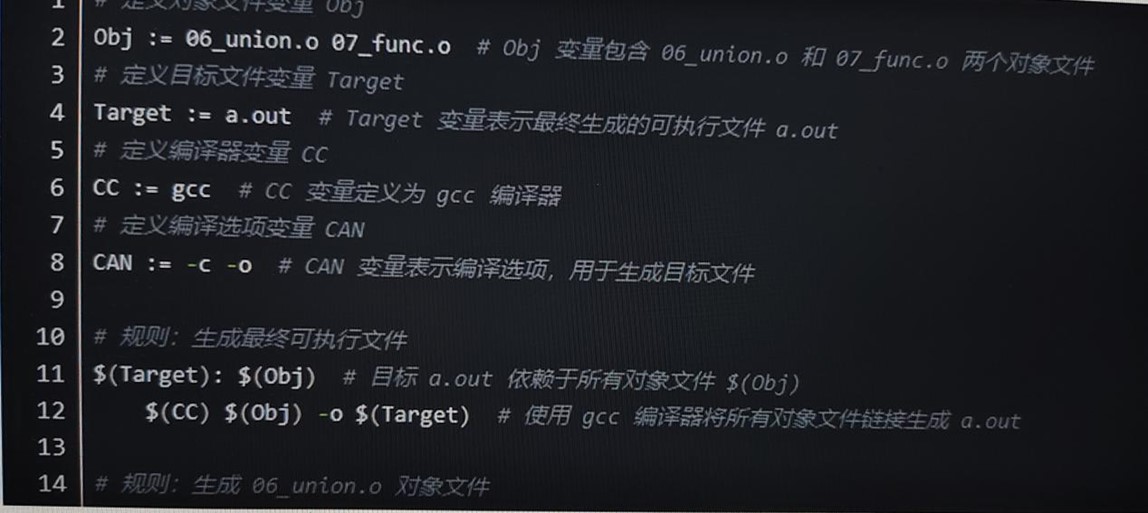 1 # 定义对象文件变量 Obj
2 Obj := 06_union.o 07_func.o # Obj 变量包含 06_union.o 和 07_func.o 两个对象文件
3 # 定义目标文件变量 Target
4 Target := a.out # Target 变量表示最终生成的可执行文件 a.out
5 # 定义编译器变量 CC
6 CC := gcc # CC 变量定义为 gcc 编译器
7 # 定义编译选项变量 CAN
8 CAN := -c -o # CAN 变量表示编译选项，用于生成目标文件
9
10 # 规则：生成最终可执行文件
11 $(Target): $(Obj) # 目标 a.out 依赖于所有对象文件 $(Obj)
12 $(CC) $(Obj) -o $(Target) # 使用 gcc 编译器将所有对象文件链接生成 a.out
13
14 # 规则：生成 06_union.o 对象文件